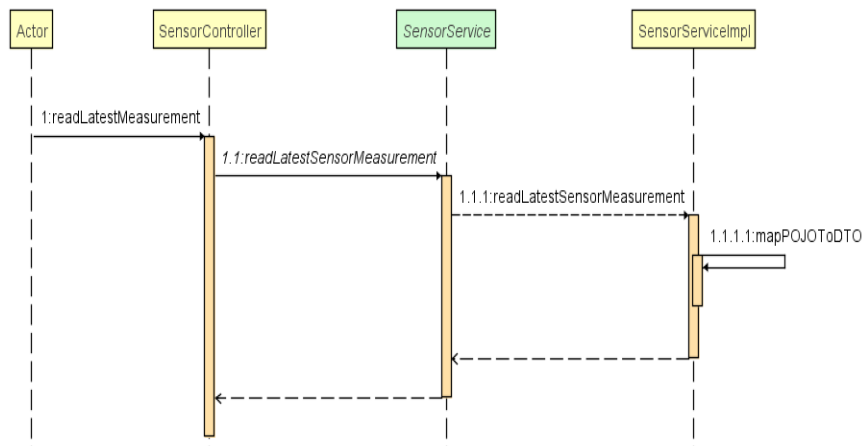 Actor
SensorController
SensorService
SensorServiceImpl
1:readLatestMeasurement
1.1:readLatestSensorMeasurement
1.1.1:readLatestSensorMeasurement
1.1.1.1:mapPOJOToDTO